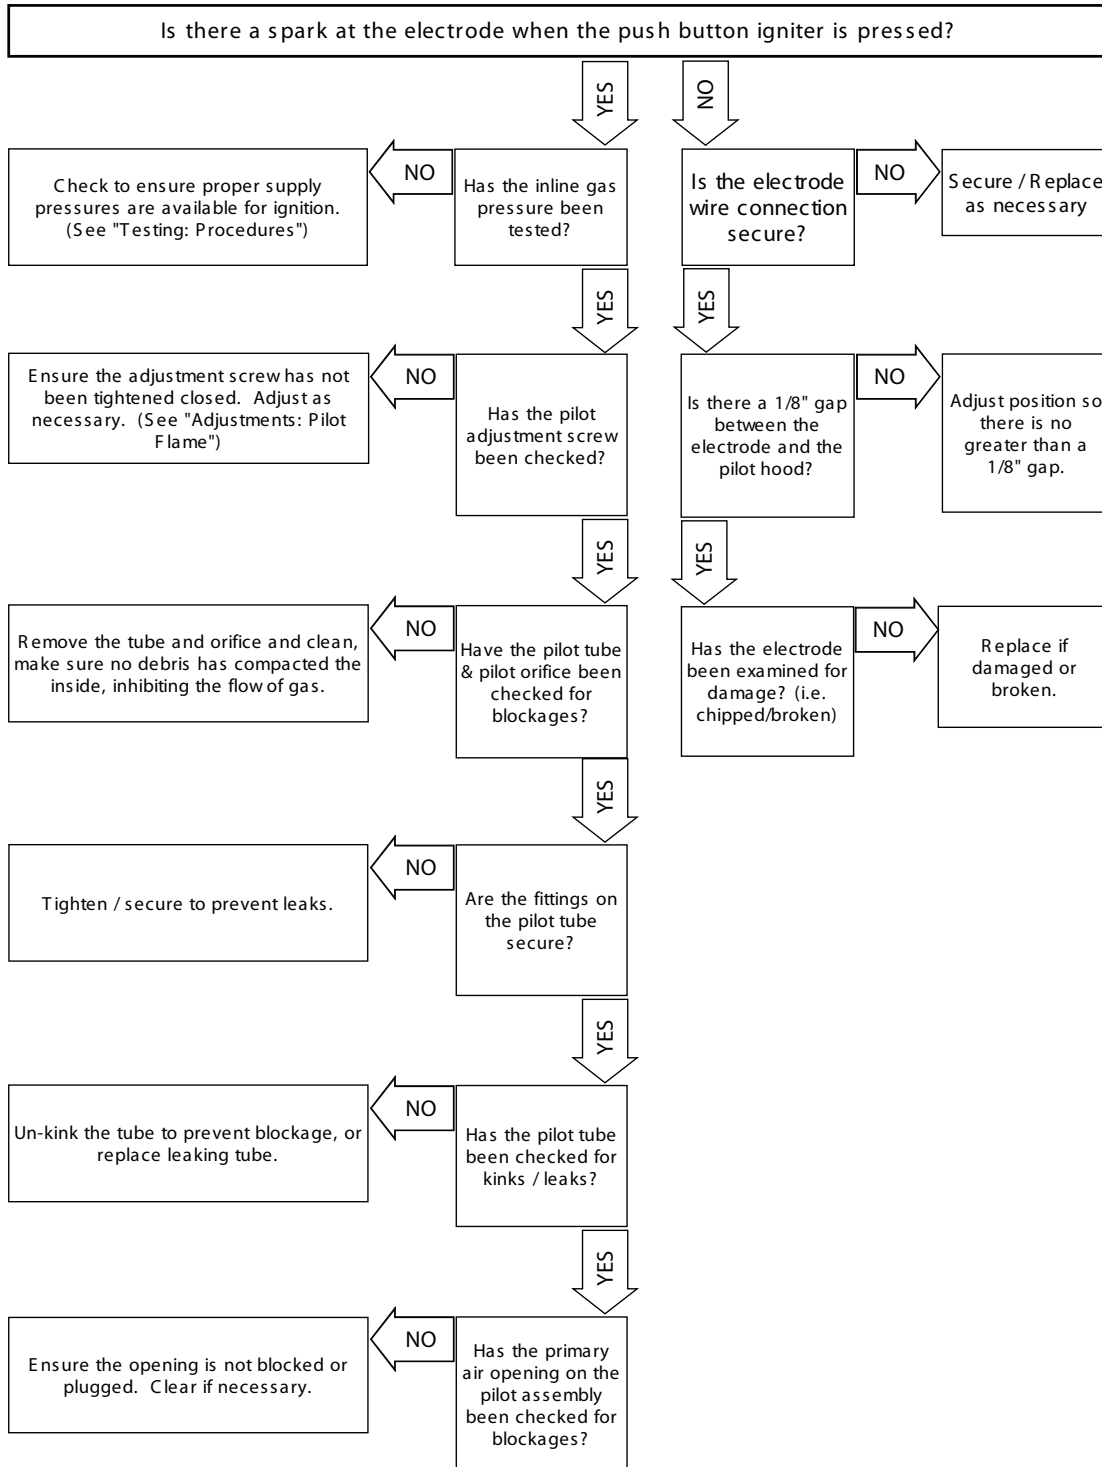 Is there a spark at the electrode when the push button igniter is pressed?
YES
NO
Check to ensure proper supply
pressures are available for ignition.
(See "Testing: Procedures")
NO
Has the inline gas
pressure been
tested?
Is the electrode
wire connection
secure?
NO
Secure / Replace
as necessary
YES
YES
Ensure the adjustment screw has not
been tightened closed. Adjust as
necessary. (See "Adjustments: Pilot
Flame")
NO
Has the pilot
adjustment screw
been checked?
Is there a 1/8" gap
between the
electrode and the
pilot hood?
NO
Adjust position so
there is no
greater than a
1/8" gap.
YES
YES
Remove the tube and orifice and clean,
make sure no debris has compacted the
inside, inhibiting the flow of gas.
NO
Have the pilot tube
& pilot orifice been
checked for
blockages?
Has the electrode
been examined for
damage? (i.e.
chipped/broken)
NO
Replace if
damaged or
broken.
YES
Tighten / secure to prevent leaks.
NO
Are the fittings on
the pilot tube
secure?
YES
Un-kink the tube to prevent blockage, or
replace leaking tube.
NO
Has the pilot tube
been checked for
kinks / leaks?
YES
Ensure the opening is not blocked or
plugged. Clear if necessary.
NO
Has the primary
air opening on the
pilot assembly
been checked for
blockages?